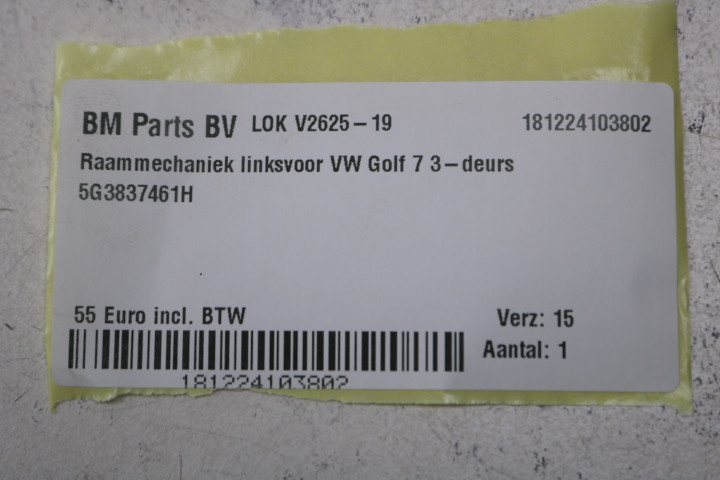 BM Parts BV LOK V2625-19 181224103802
Raammechaniek linksvoor VW Golf 7 3-deurs
5G3837461H
55 Euro incl. BTW Verz: 15
Aantal: 1
181224103802